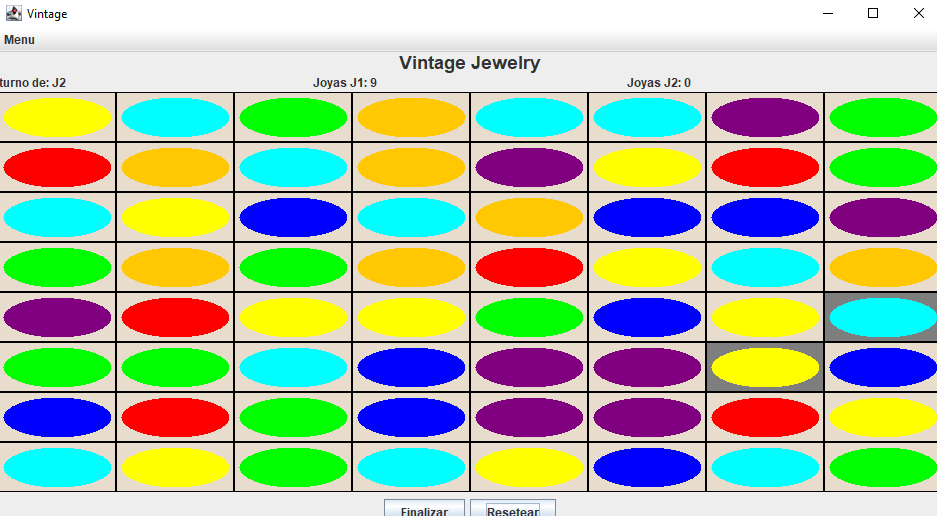 Vintage
Menu
Vintage Jewelry
turno de: J2 Joyas J1: 9 Joyas J2: 0
Finalizar Resetear